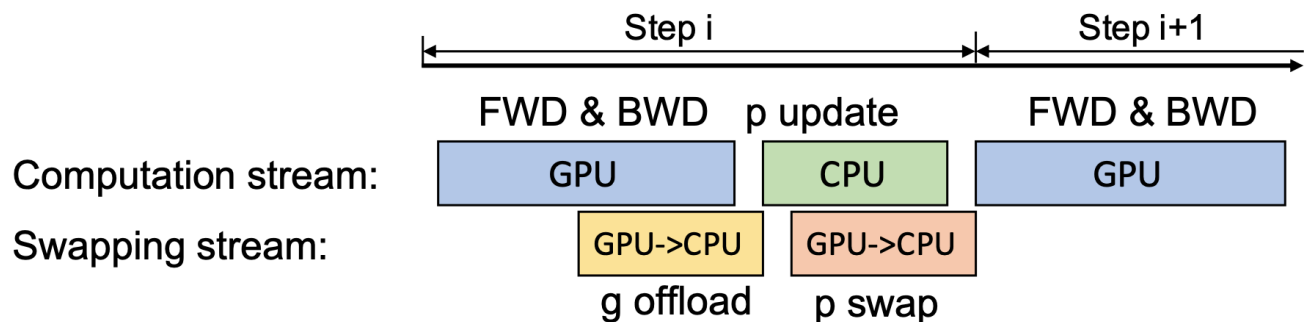 Step i Step i+1
FWD & BWD p update FWD & BWD
Computation stream: GPU CPU GPU
Swapping stream: GPU->CPU GPU->CPU
g offload p swap